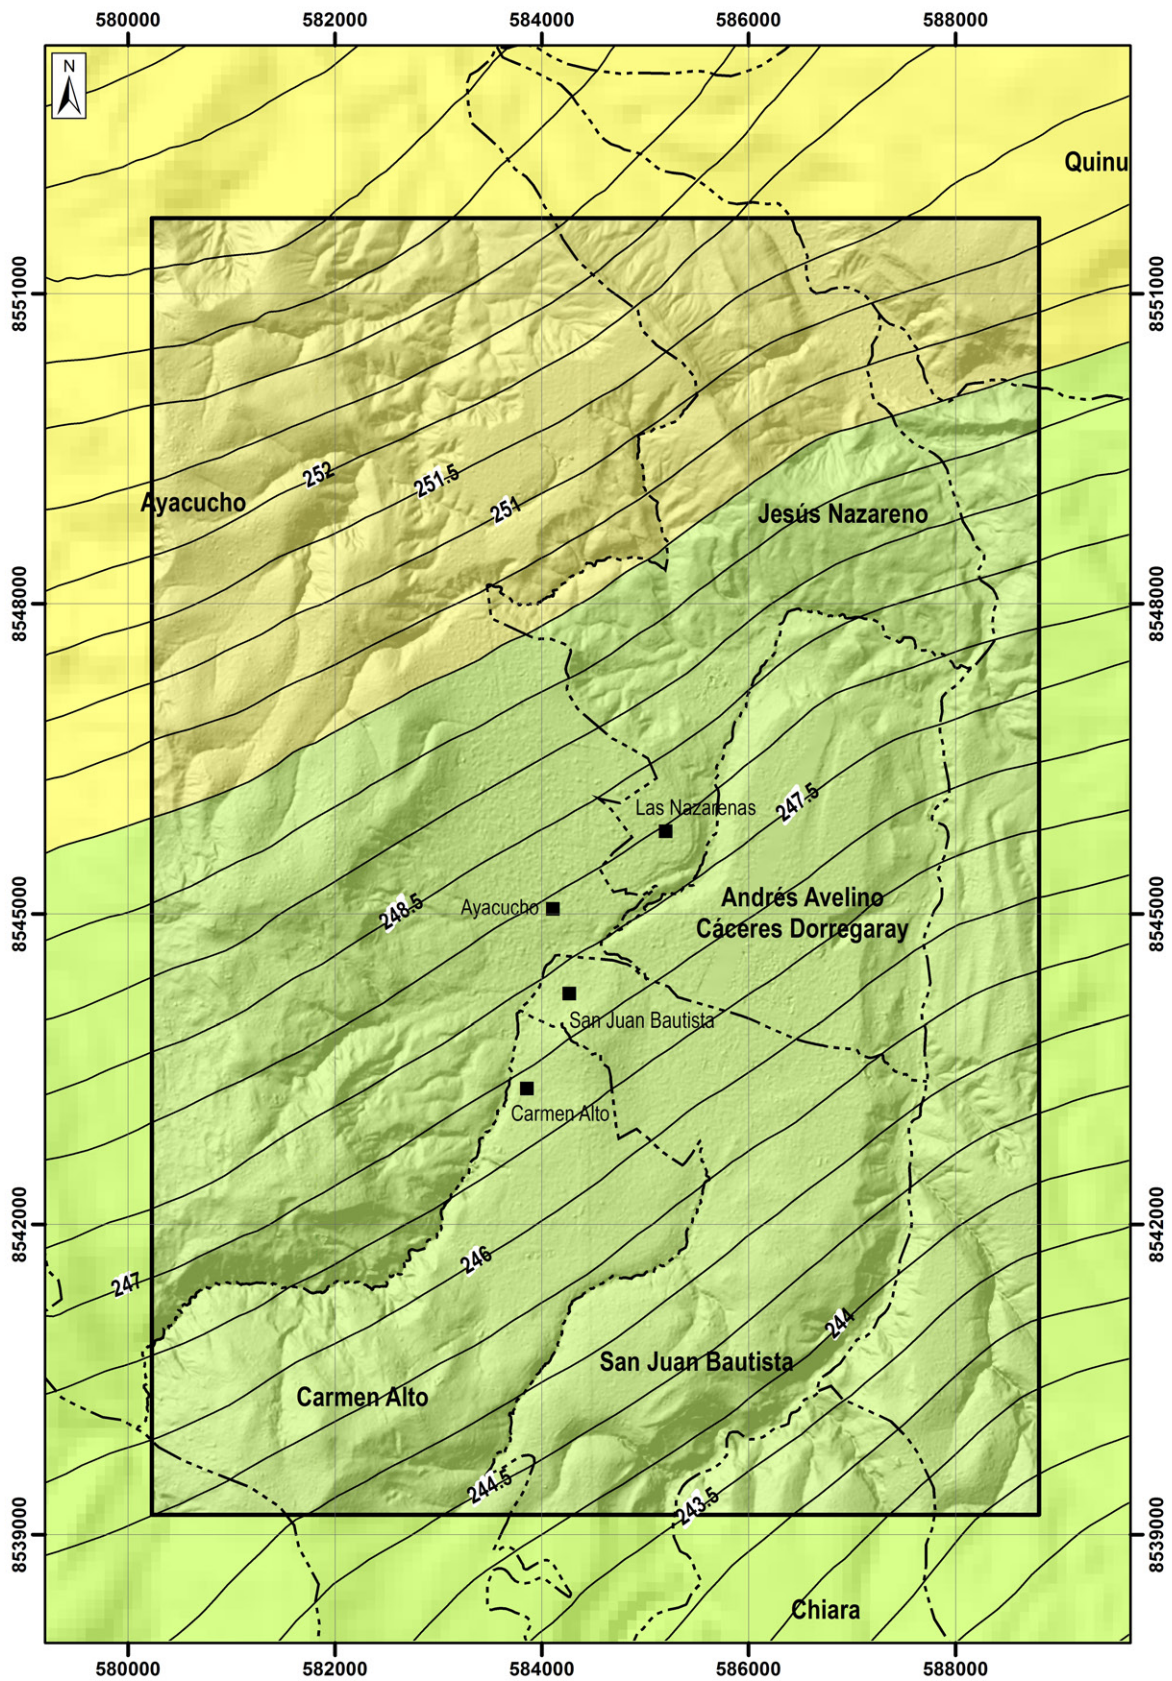 580000 582000 584000 586000 588000
N
Quinu
8551000 8551000
252
251.5
251
Ayacucho
Jesús Nazareno
8548000 8548000
247.5
Las Nazarenas
Andrés Avelino
Cáceres Dorregaray
248.5
Ayacucho
8545000 8545000
San Juan Bautista
Carmen Alto
8542000 8542000
246
247
244
San Juan Bautista
Carmen Alto
244.5
243.5
8539000 8539000
Chiara
580000 582000 584000 586000 588000